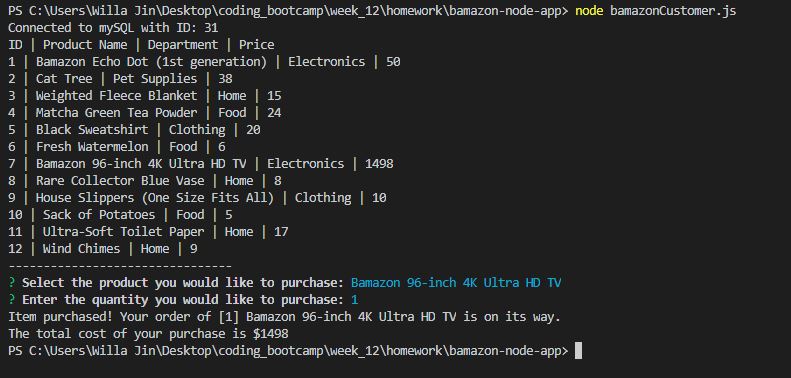 PS C:\Users\Willa Jin\Desktop\coding_bootcamp\week_12\homework\bamazon-node-app> node bamazonCustomer.js
Connected to mySQL with ID: 31
ID | Product Name | Department | Price
1 | Bamazon Echo Dot (1st generation) | Electronics | 50
2 | Cat Tree | Pet Supplies | 38
3 | Weighted Fleece Blanket | Home | 15
4 | Matcha Green Tea Powder | Food | 24
5 | Black Sweatshirt | Clothing | 20
6 | Fresh Watermelon | Food | 6
7 | Bamazon 96-inch 4K Ultra HD TV | Electronics | 1498
8 | Rare Collector Blue Vase | Home | 8
9 | House Slippers (One Size Fits All) | Clothing | 10
10 | Sack of Potatoes | Food | 5
11 | Ultra-Soft Toilet Paper | Home | 17
12 | Wind Chimes | Home | 9
--------------------------------
? Select the product you would like to purchase: Bamazon 96-inch 4K Ultra HD TV
? Enter the quantity you would like to purchase: 1
Item purchased! Your order of [1] Bamazon 96-inch 4K Ultra HD TV is on its way.
The total cost of your purchase is $1498
PS C:\Users\Willa Jin\Desktop\coding_bootcamp\week_12\homework\bamazon-node-app>